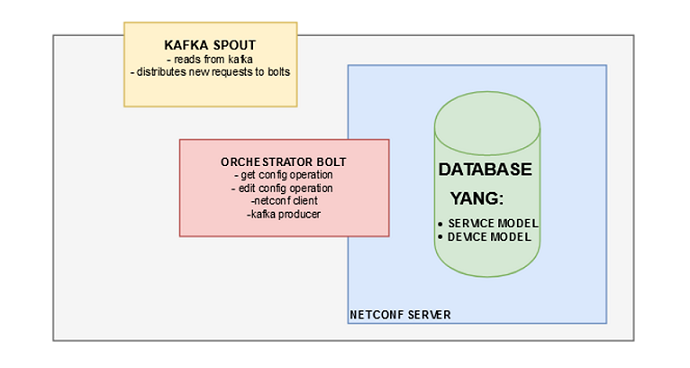 KAFKA SPOUT
- reads from kafka
- distributes new requests to bolts
ORCHESTRATOR BOLT
- get config operation
- edit config operation
-netconf client
-kafka producer
DATABASE
YANG:
• SERVICE MODEL
• DEVICE MODEL
NETCONF SERVER